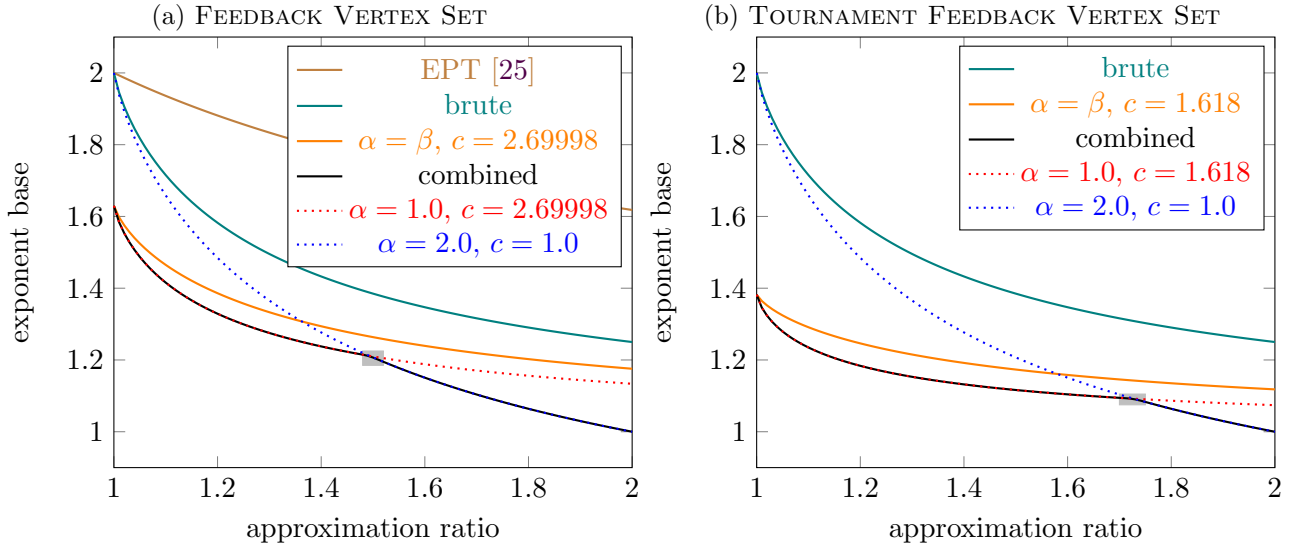 (a) FEEDBACK VERTEX SET
exponent base
2
1.8
1.6
1.4
1.2
1
EPT [25]
brute
α = β, c = 2.69998
combined
α = 1.0, c = 2.69998
α = 2.0, c = 1.0
1 1.2 1.4 1.6 1.8 2
approximation ratio
(b) TOURNAMENT FEEDBACK VERTEX SET
exponent base
2
1.8
1.6
1.4
1.2
1
brute
α = β, c = 1.618
combined
α = 1.0, c = 1.618
α = 2.0, c = 1.0
1 1.2 1.4 1.6 1.8 2
approximation ratio